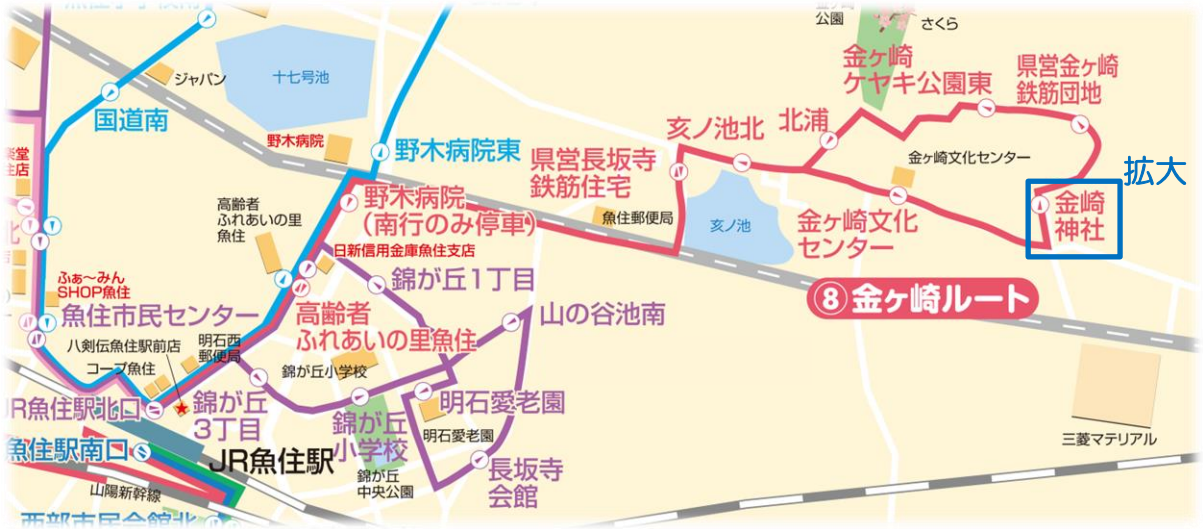 公園
さくら
ジャパン
十七号池
国道南
金ヶ崎
ケヤキ公園東
県営金ヶ崎
鉄筋団地
野木病院
野木病院東
県営長坂寺
鉄筋住宅
亥ノ池北
北浦
金ヶ崎文化センター
拡大
高齢者
ふれあいの里
魚住
野木病院
(南行のみ停車)
魚住郵便局
亥ノ池
金ヶ崎文化
センター
金崎
神社
日新信用金庫魚住支店
ふぁ〜みん
SHOP魚住
錦が丘1丁目
⑧金ヶ崎ルート
魚住市民センター
高齢者
ふれあいの里魚住
山の谷池南
八剣伝魚住駅前店
明石西
郵便局
コープ魚住
錦が丘小学校
JR魚住駅北口
錦が丘
3丁目
錦が丘
小学校
明石愛老園
明石愛老園
三菱マテリアル
魚住駅南口
JR魚住駅
錦が丘
中央公園
長坂寺
会館
山陽新幹線
西部市民会館北